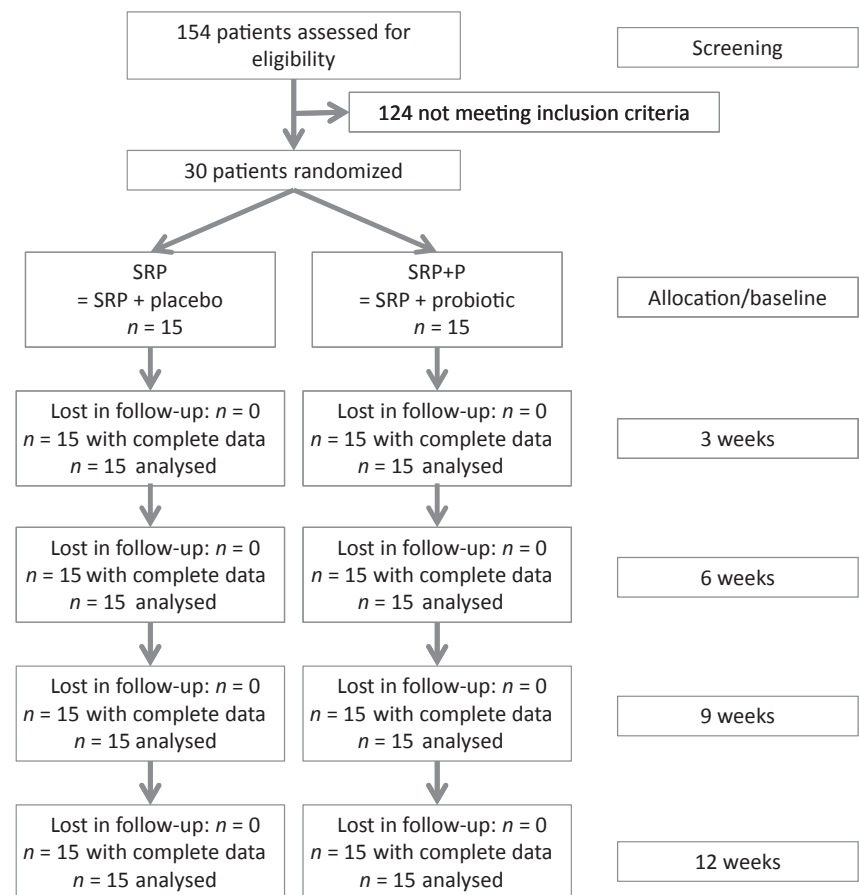 154 patients assessed for
eligibility
Screening
124 not meeting inclusion criteria
30 patients randomized
SRP
= SRP + placebo
n = 15
SRP+P
= SRP + probiotic
n = 15
Allocation/baseline
Lost in follow-up: n = 0
n = 15 with complete data
n = 15 analysed
Lost in follow-up: n = 0
n = 15 with complete data
n = 15 analysed
3 weeks
Lost in follow-up: n = 0
n = 15 with complete data
n = 15 analysed
Lost in follow-up: n = 0
n = 15 with complete data
n = 15 analysed
6 weeks
Lost in follow-up: n = 0
n = 15 with complete data
n = 15 analysed
Lost in follow-up: n = 0
n = 15 with complete data
n = 15 analysed
9 weeks
Lost in follow-up: n = 0
n = 15 with complete data
n = 15 analysed
Lost in follow-up: n = 0
n = 15 with complete data
n = 15 analysed
12 weeks